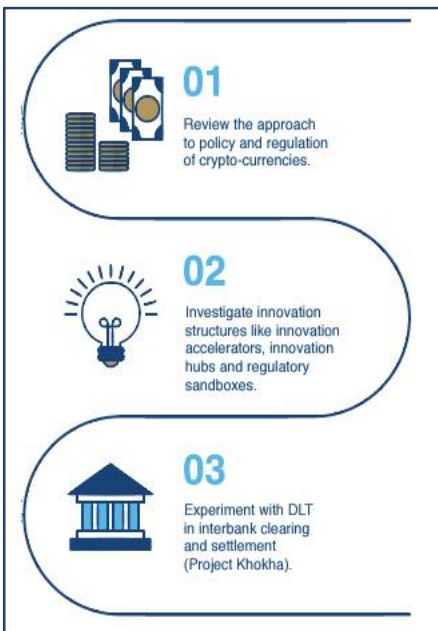 01
Review the approach
to policy and regulation
of crypto-currencies.
02
Investigate innovation
structures like innovation
accelerators, innovation
hubs and regulatory
sandboxes.
03
Experiment with DLT
in interbank clearing
and settlement
(Project Khokha).